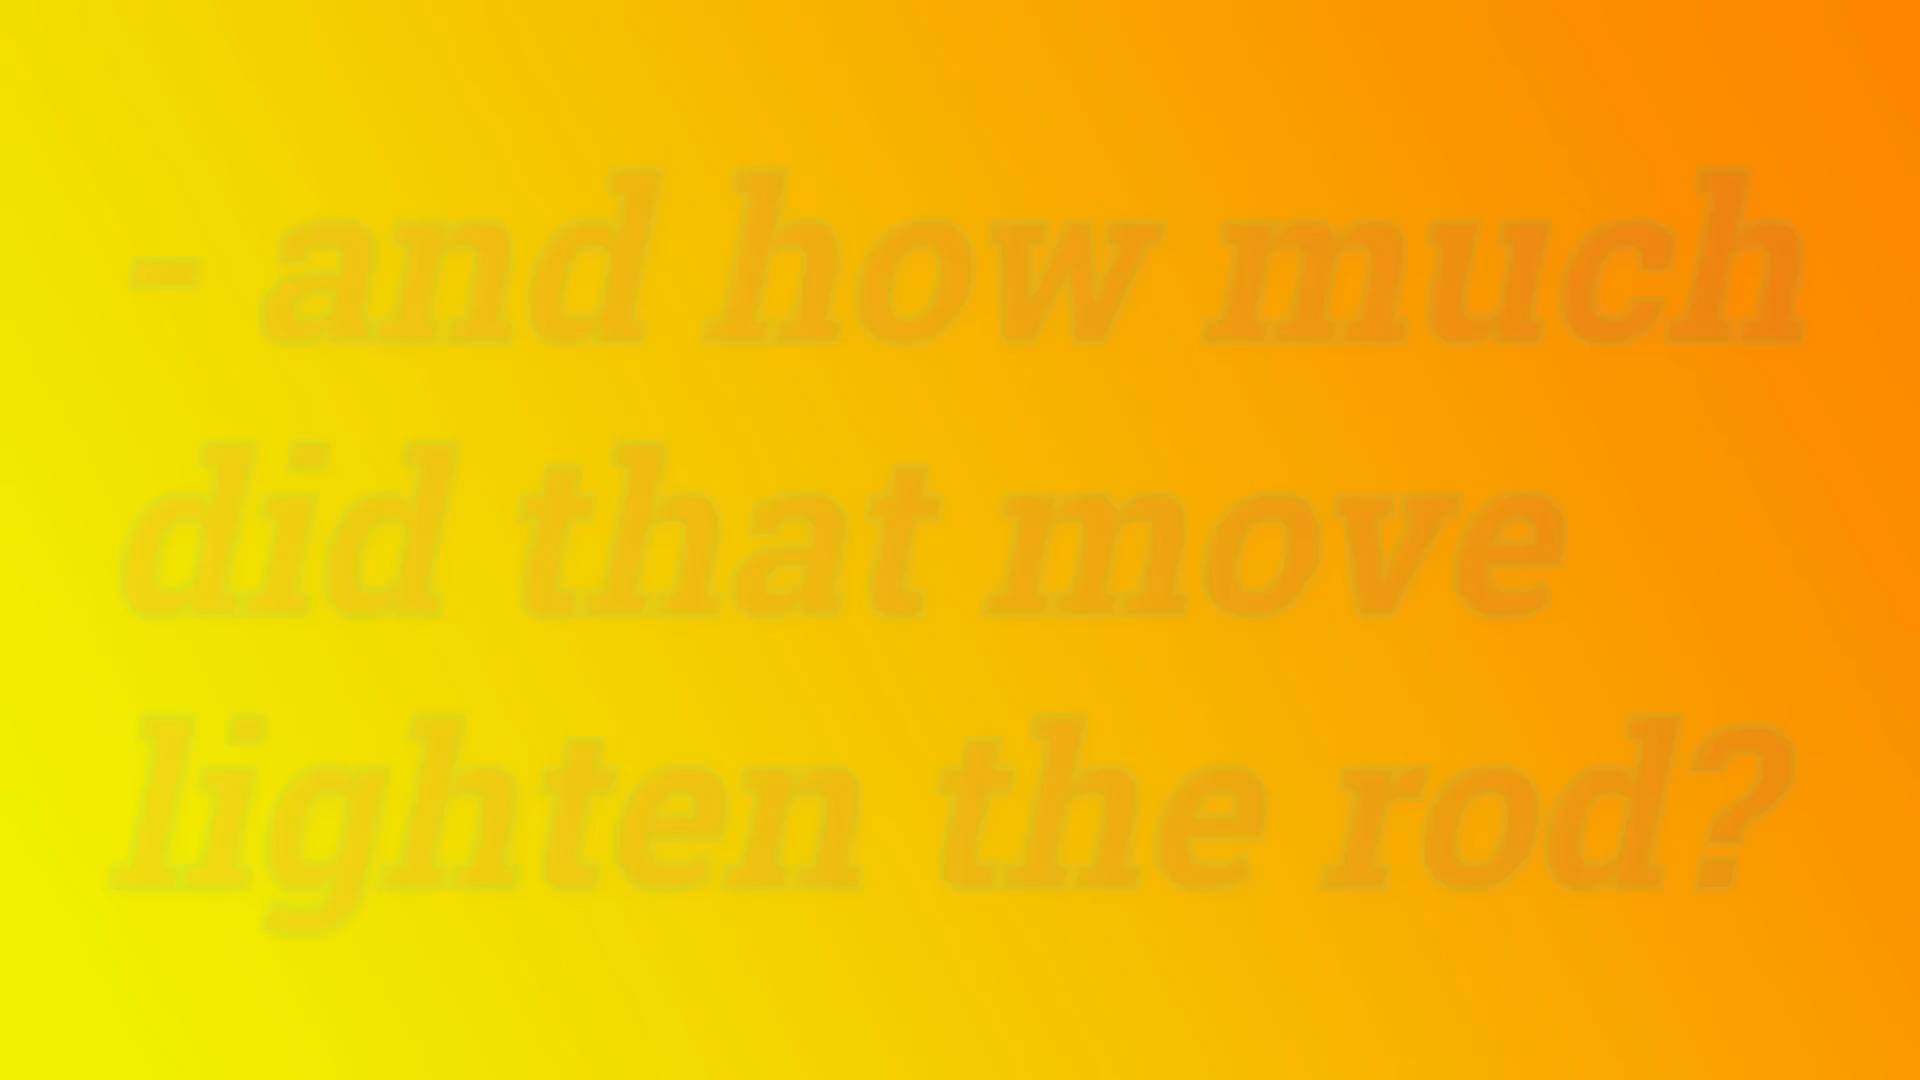 - and how much
did that move
lighten the rod?